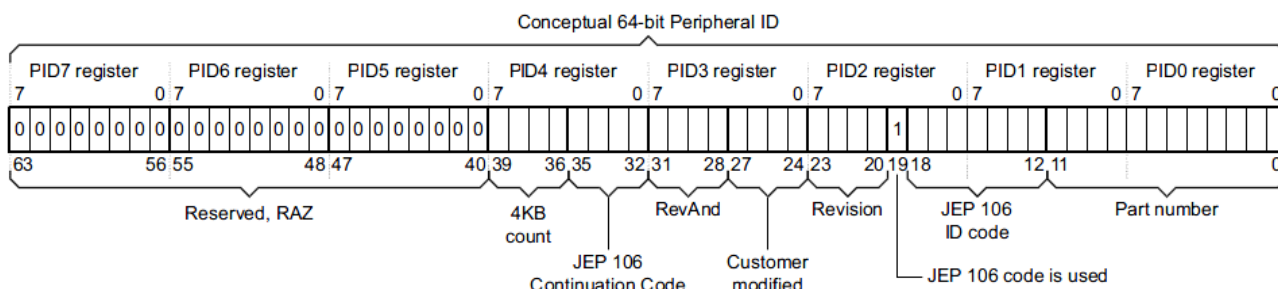 Conceptual 64-bit Peripheral ID
PID7 register PID6 register PID5 register PID4 register PID3 register PID2 register PID1 register PID0 register
7 0 7 0 7 0 7 0 7 0 7 0 7 0 7 0
0 0 0 0 0 0 0 0 0 0 0 0 0 0 0 0 0 0 0 0 0 0 0 0 1
63 56 55 48 47 40 39 36 35 32 31 28 27 24 23 20 19 18 12 11 0
Reserved, RAZ 4KB count RevAnd Revision JEP 106 ID code Part number
JEP 106 Continuation Code Customer modified JEP 106 code is used